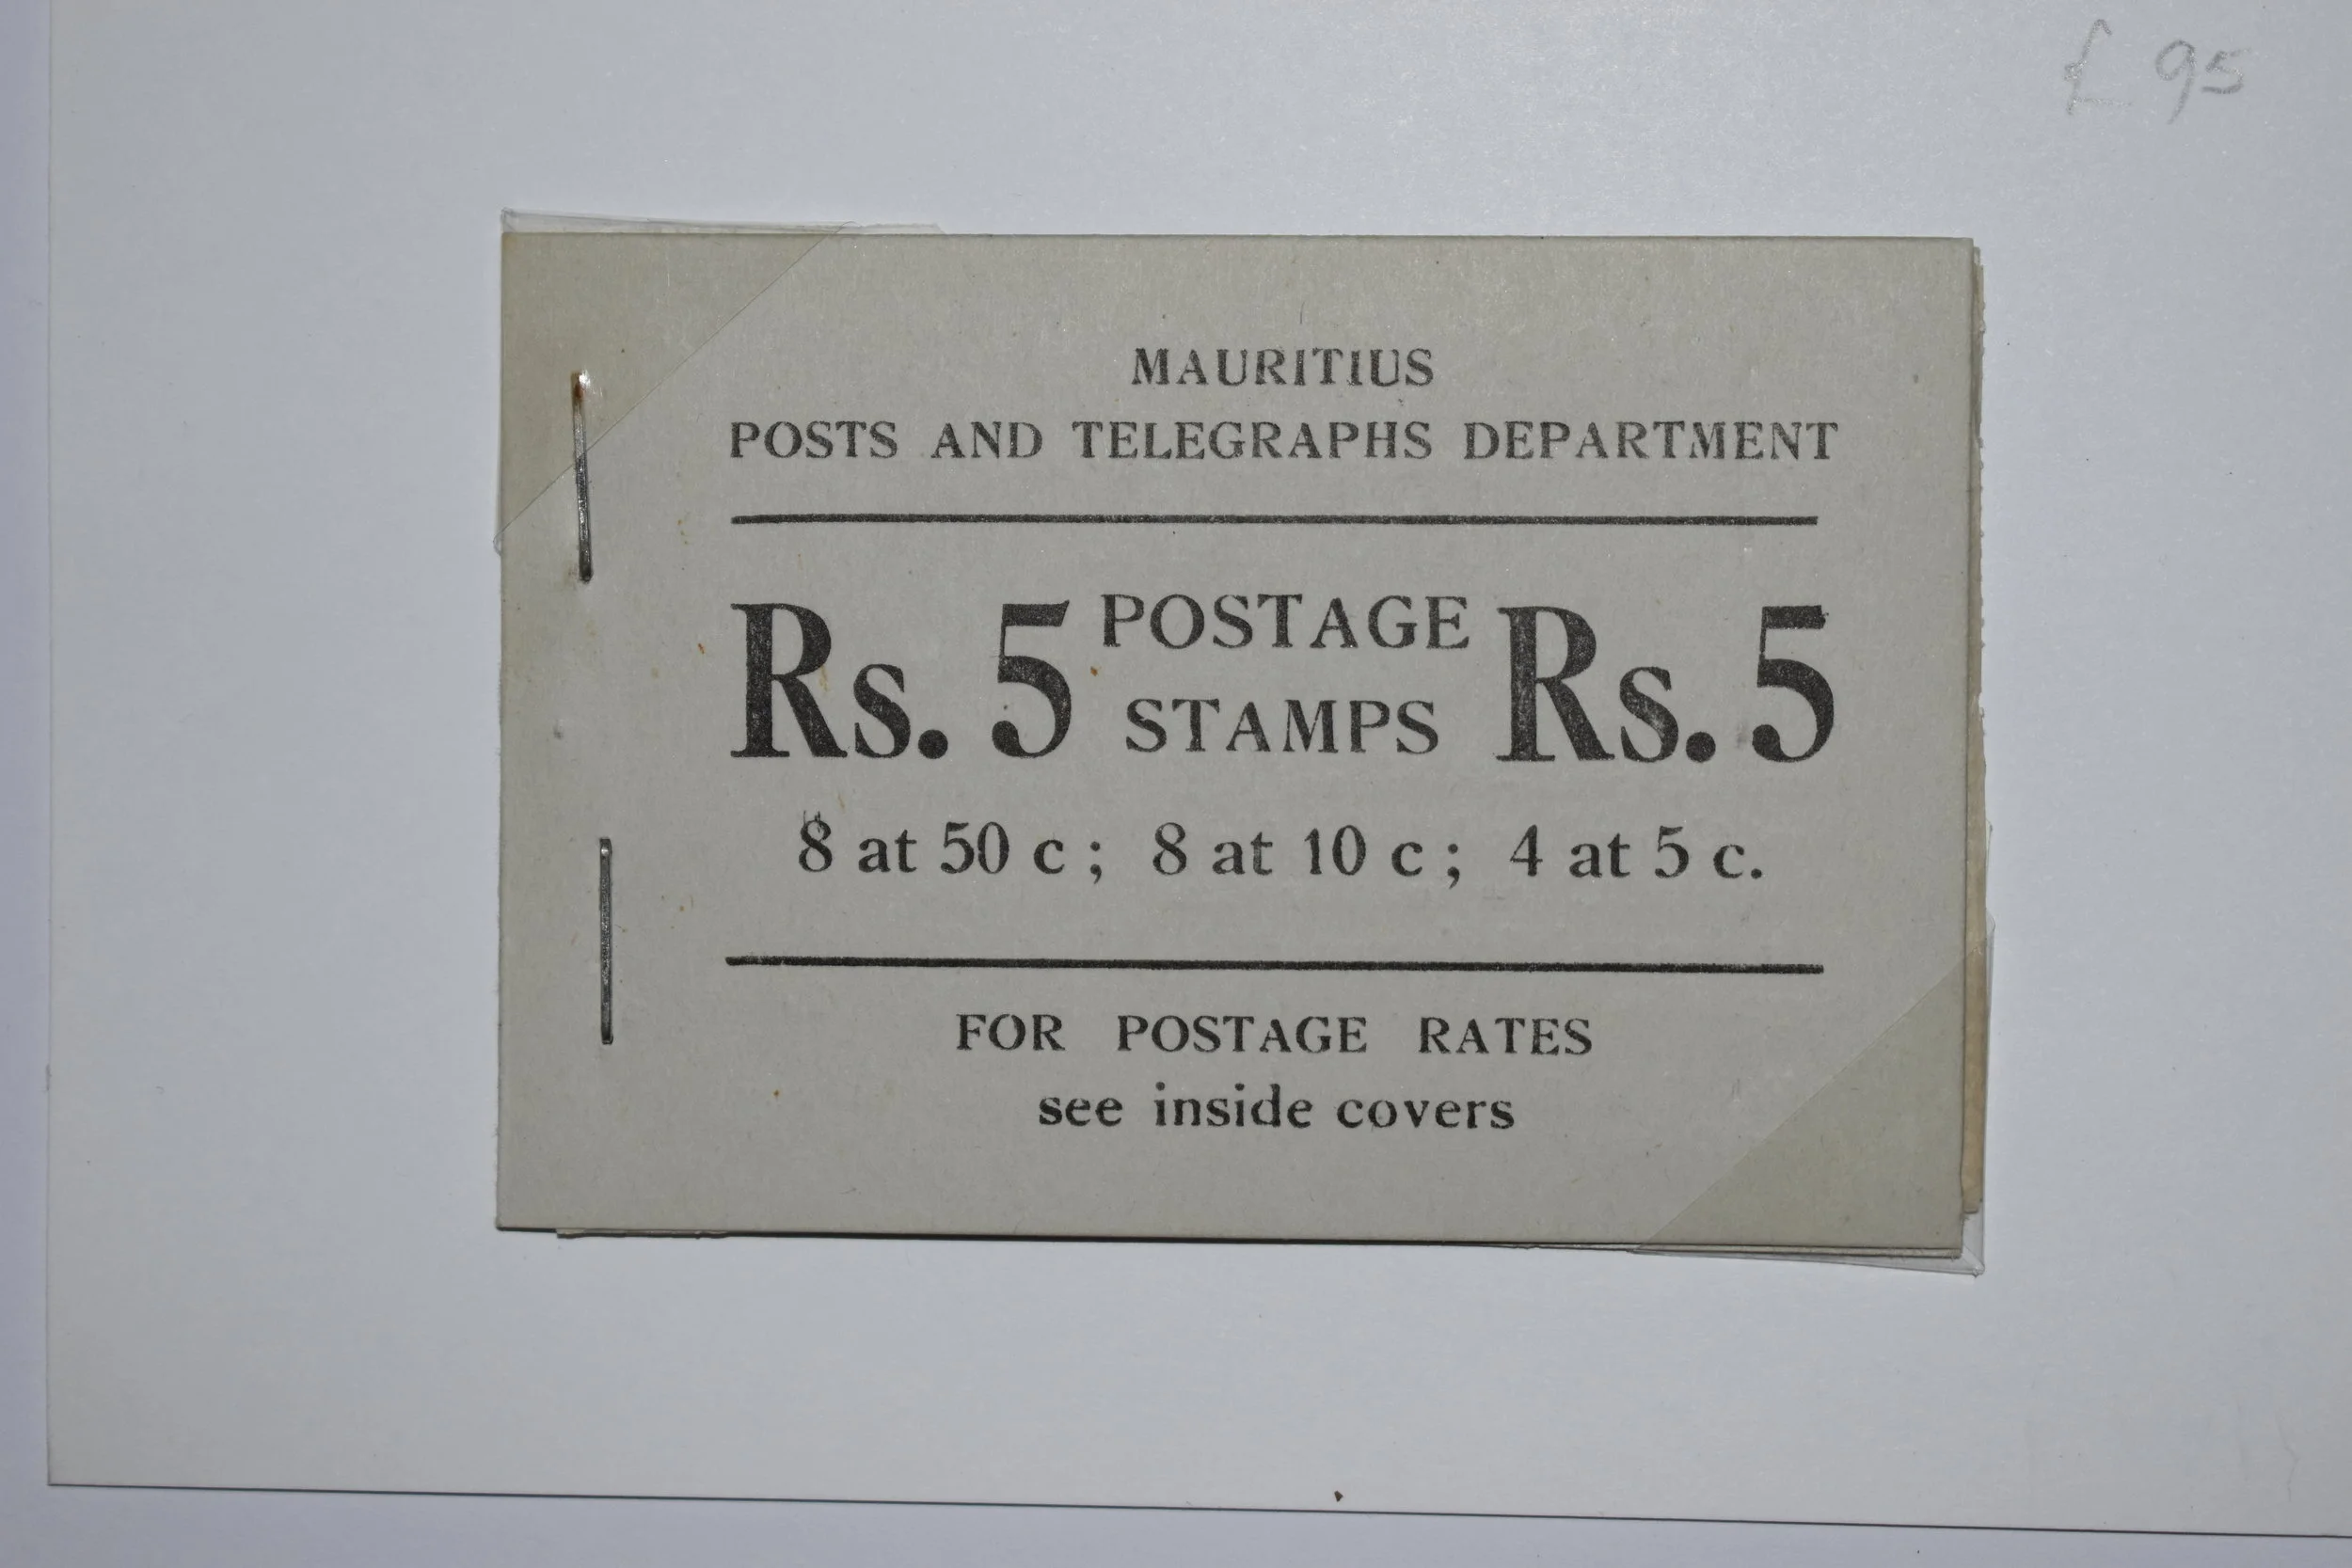 £ 95
MAURITIUS
POSTS AND TELEGRAPHS DEPARTMENT
Rs. 5 POSTAGE STAMPS Rs. 5
8 at 50 c ; 8 at 10 c ; 4 at 5 c.
FOR POSTAGE RATES
see inside covers